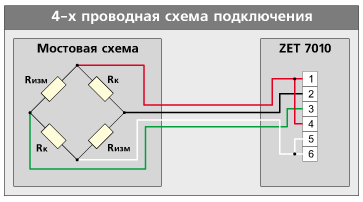 4-х проводная схема подключения
Мостовая схема
ZET 7010
Rизм
Rк
Rк
Rизм
1
2
3
4
5
6